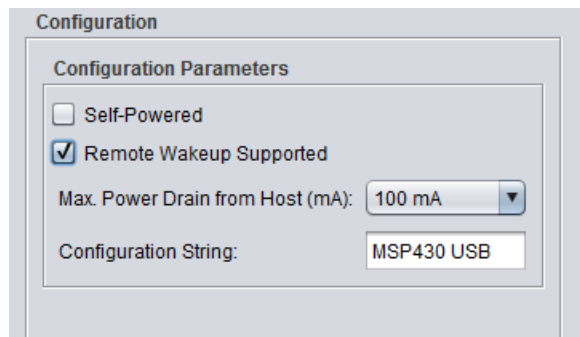 Configuration
Configuration Parameters
Self-Powered
Remote Wakeup Supported
Max. Power Drain from Host (mA): 100 mA
Configuration String: MSP430 USB